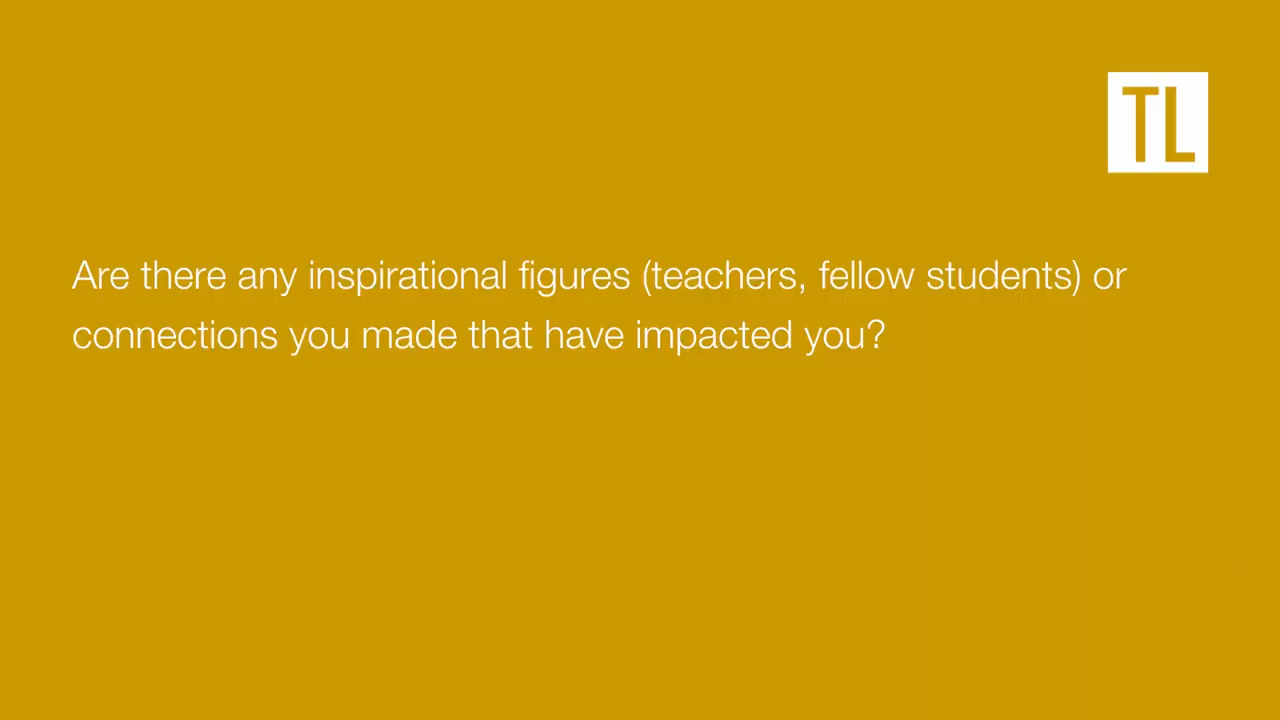 TL
Are there any inspirational figures (teachers, fellow students) or
connections you made that have impacted you?